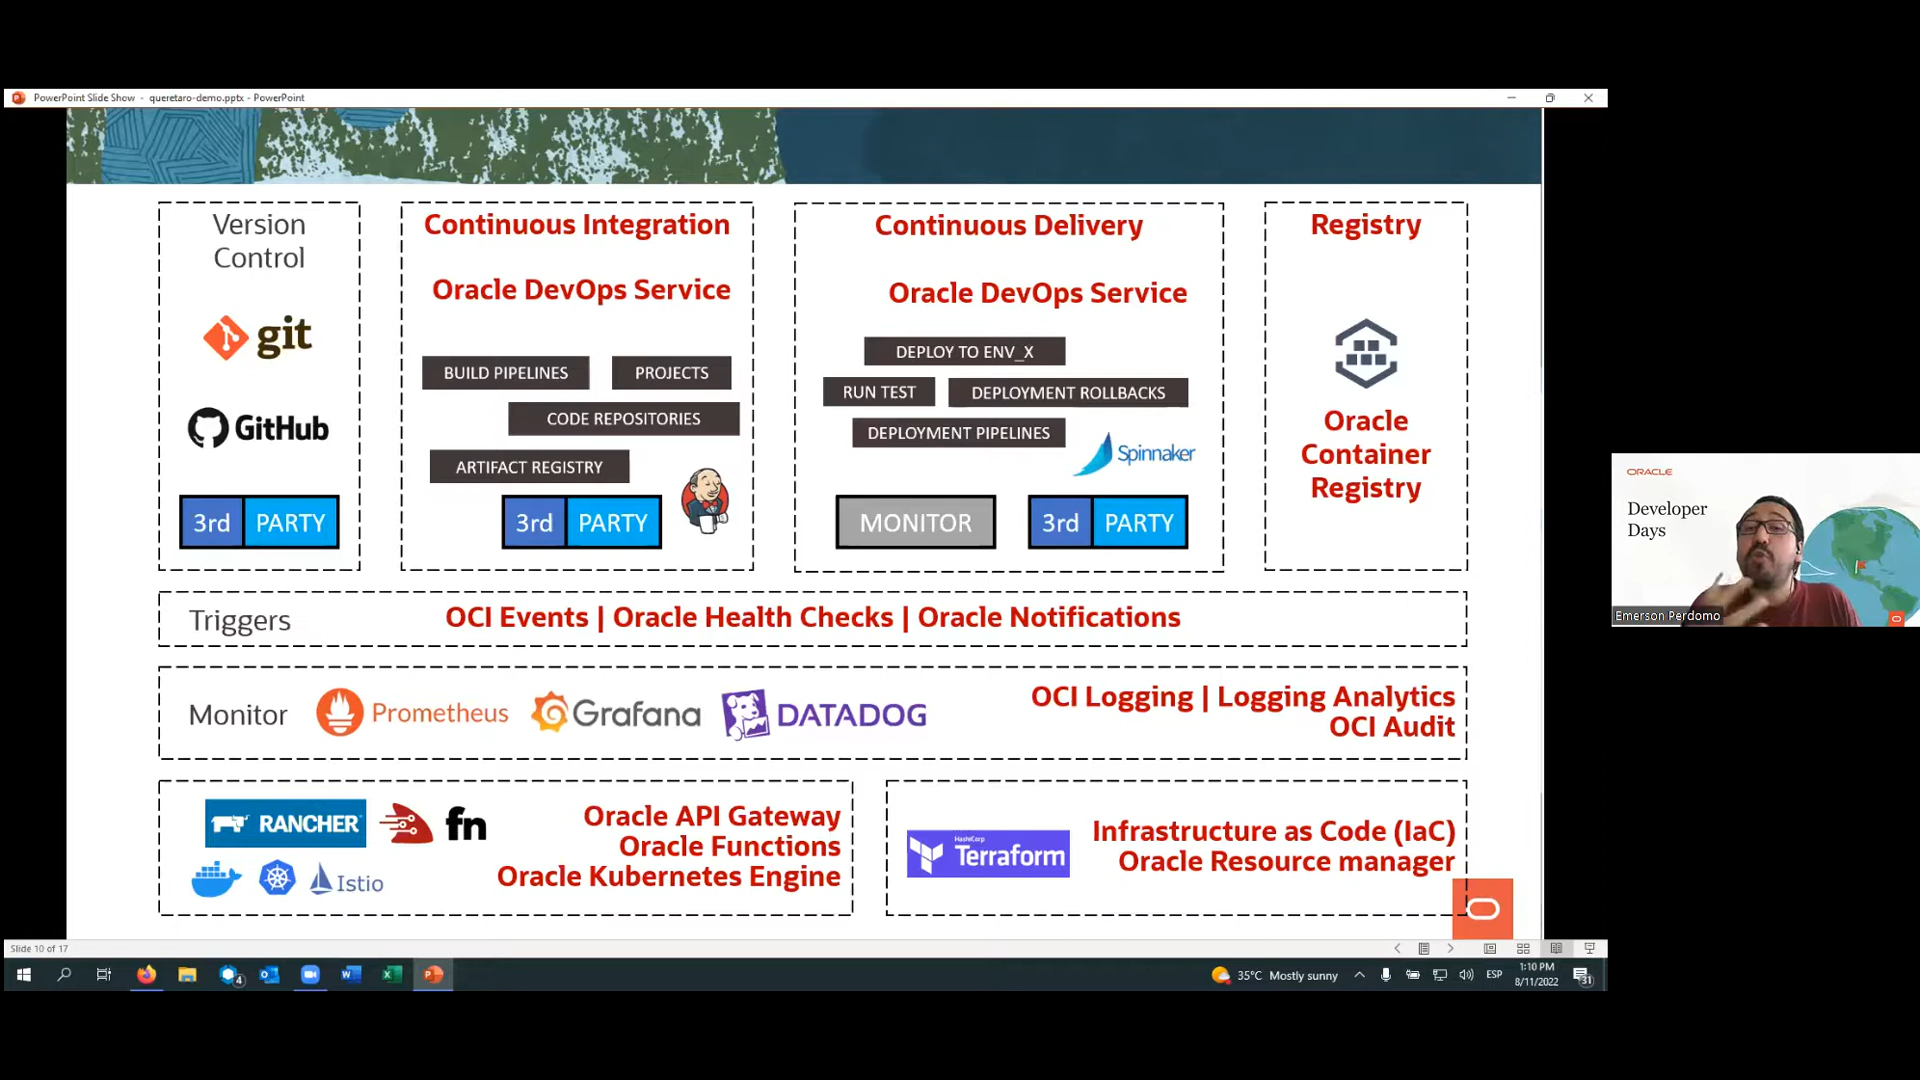 PowerPoint Slide Show - queretaro-demo.pptx - PowerPoint
Version
Control
git
GitHub
3rd PARTY
Continuous Integration
Oracle DevOps Service
BUILD PIPELINES
PROJECTS
CODE REPOSITORIES
ARTIFACT REGISTRY
3rd PARTY
Continuous Delivery
Oracle DevOps Service
DEPLOY TO ENV_X
RUN TEST
DEPLOYMENT ROLLBACKS
DEPLOYMENT PIPELINES
Spinnaker
MONITOR
3rd PARTY
Registry
Oracle
Container
Registry
Triggers
OCI Events | Oracle Health Checks | Oracle Notifications
Monitor
Prometheus
Grafana
DATADOG
OCI Logging | Logging Analytics
OCI Audit
RANCHER
fn
Istio
Oracle API Gateway
Oracle Functions
Oracle Kubernetes Engine
HashiCorp
Terraform
Infrastructure as Code (IaC)
Oracle Resource manager
ORACLE
Developer
Days
Emerson Perdomo
Slide 10 of 17
4
35°C Mostly sunny
ESP
1:10 PM
8/11/2022
31